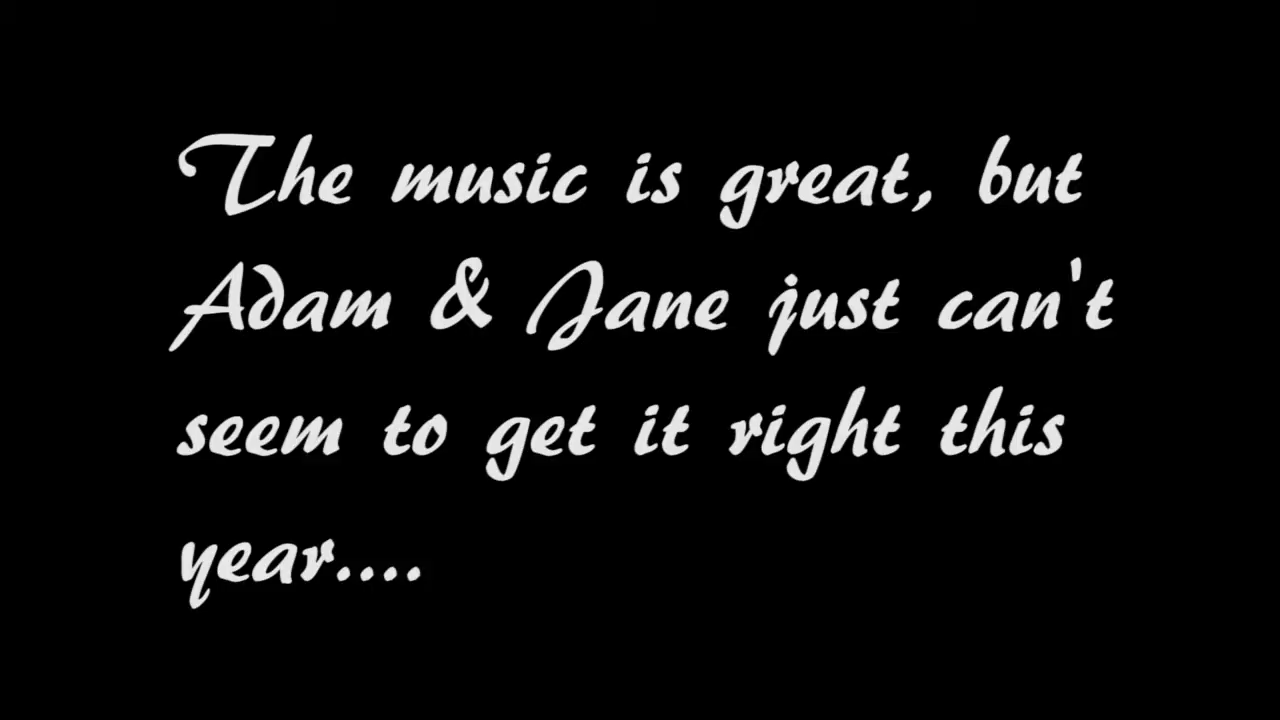 The music is great, but
Adam & Jane just can't
seem to get it right this
year....